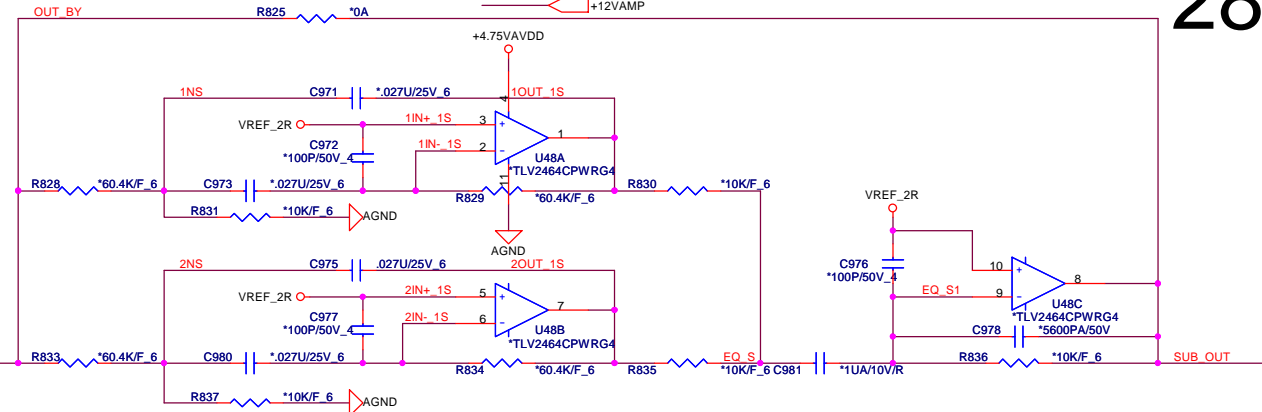 +12VAMP
28
OUT_BY
R825
*0A
+4.75VAVDD
1NS
C971
*.027U/25V_6
4
1OUT_1S
VREF_2R
1IN+_1S
3
+
1
C972
*100P/50V_4
1IN-_1S
2
-
U48A
*TLV2464CPWRG4
11
R828
*60.4K/F_6
C973
*.027U/25V_6
R829
*60.4K/F_6
R830
*10K/F_6
R831
*10K/F_6
AGND
AGND
VREF_2R
2NS
C975
.027U/25V_6
2OUT_1S
C976
*100P/50V_4
10
+
8
VREF_2R
2IN+_1S
5
+
7
EQ_S1
9
-
U48C
*TLV2464CPWRG4
C977
*100P/50V_4
2IN-_1S
6
-
U48B
*TLV2464CPWRG4
C978
*5600PA/50V
R833
*60.4K/F_6
C980
*.027U/25V_6
R834
*60.4K/F_6
R835
EQ_S
*10K/F_6
C981
*1UA/10V/R
R836
*10K/F_6
SUB_OUT
R837
*10K/F_6
AGND